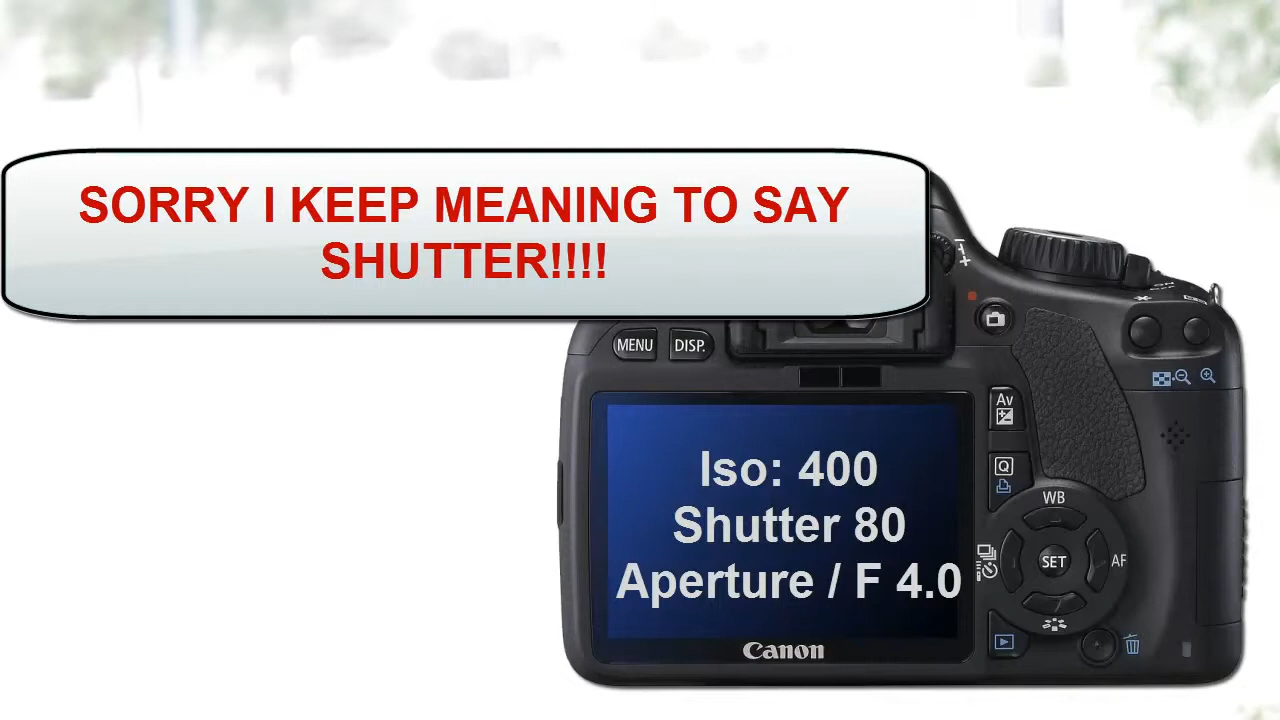 SORRY I KEEP MEANING TO SAY
SHUTTER!!!!
MENU
DISP.
Av
Iso: 400
Shutter 80
Aperture / F 4.0
Q
WB
SET
AF
Canon